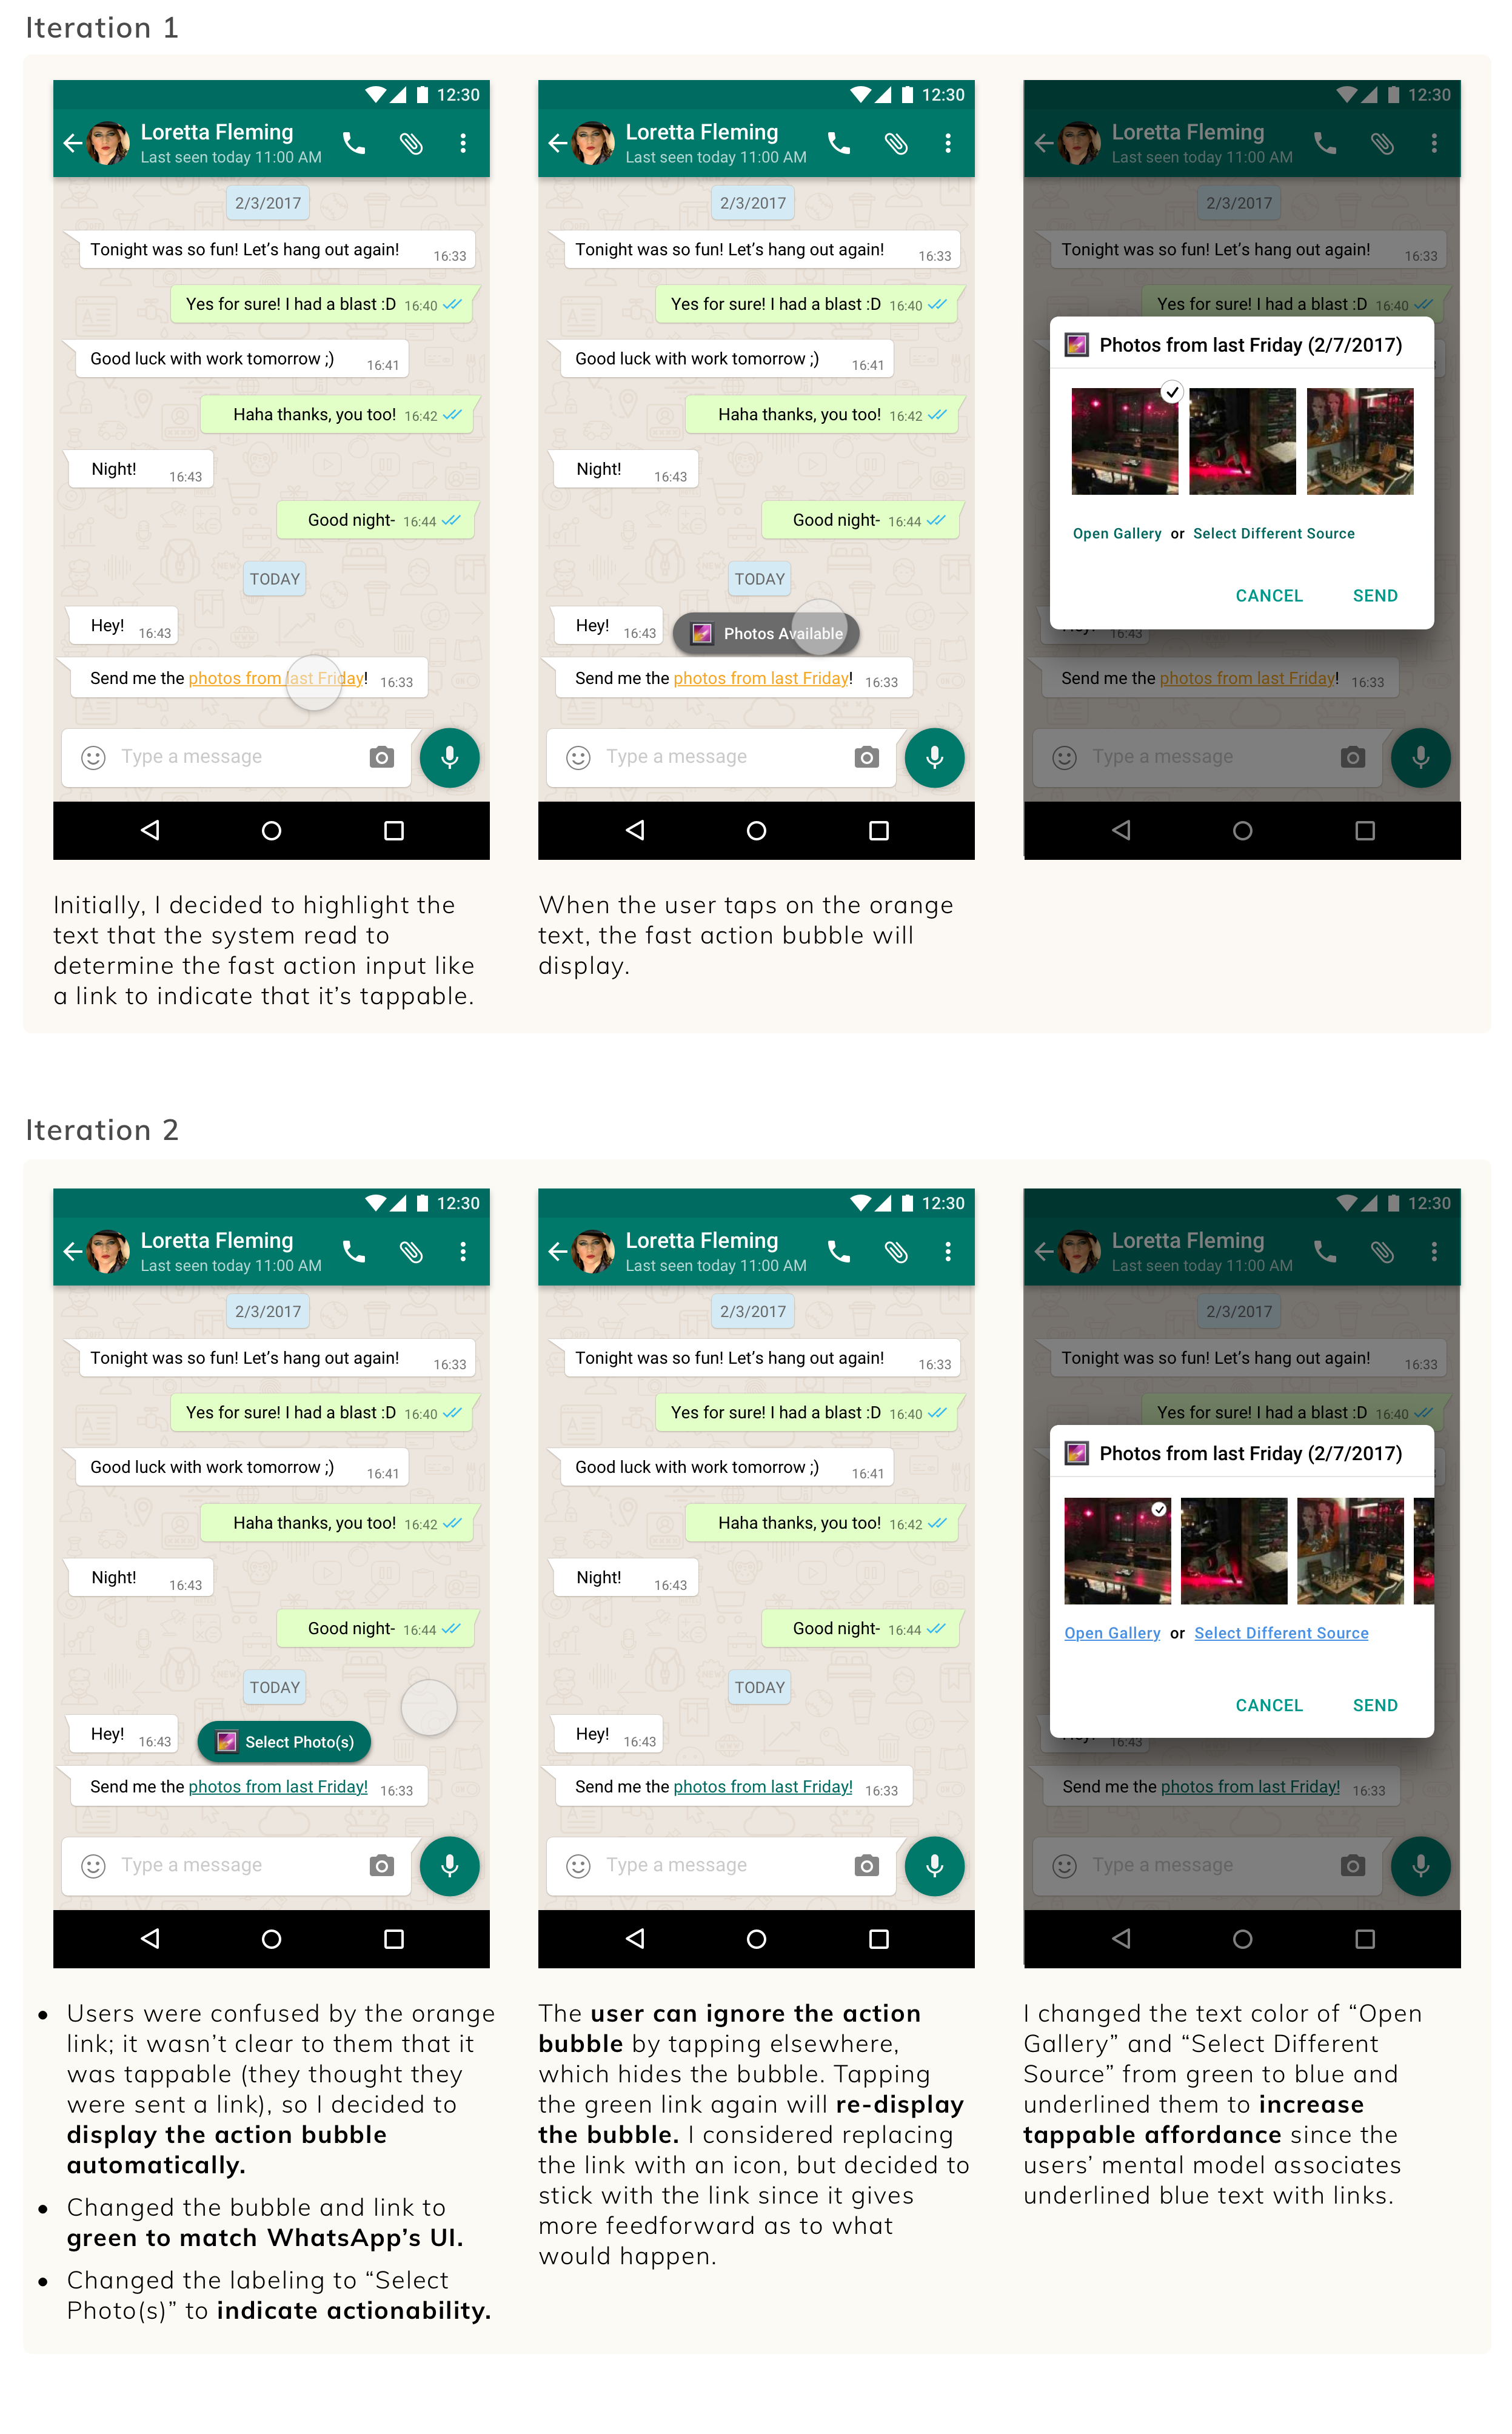 Iteration 1
12:30
Loretta Fleming
Last seen today 11:00 AM
2/3/2017
Tonight was so fun! Let's hang out again! 16:33
Yes for sure! I had a blast :D 16:40
Good luck with work tomorrow ;) 16:41
Haha thanks, you too! 16:42
Night! 16:43
Good night- 16:44
TODAY
Hey! 16:43
Send me the photos from last Friday! 16:33
Type a message
Initially, I decided to highlight the
text that the system read to
determine the fast action input like
a link to indicate that it's tappable.
12:30
Loretta Fleming
Last seen today 11:00 AM
2/3/2017
Tonight was so fun! Let's hang out again! 16:33
Yes for sure! I had a blast :D 16:40
Good luck with work tomorrow ;) 16:41
Haha thanks, you too! 16:42
Night! 16:43
Good night- 16:44
TODAY
Hey! 16:43
Photos Available
Send me the photos from last Friday! 16:33
Type a message
When the user taps on the orange
text, the fast action bubble will
display.
12:30
Loretta Fleming
Last seen today 11:00 AM
2/3/2017
Tonight was so fun! Let's hang out again! 16:33
Yes for sure! I had a blast :D 16:40
Photos from last Friday (2/7/2017)
Open Gallery or Select Different Source
CANCEL SEND
Hey! 16:43
Send me the photos from last Friday! 16:33
Type a message
Iteration 2
12:30
Loretta Fleming
Last seen today 11:00 AM
2/3/2017
Tonight was so fun! Let's hang out again! 16:33
Yes for sure! I had a blast :D 16:40
Good luck with work tomorrow ;) 16:41
Haha thanks, you too! 16:42
Night! 16:43
Good night- 16:44
TODAY
Hey! 16:43
Select Photo(s)
Send me the photos from last Friday! 16:33
Type a message
• Users were confused by the orange
link; it wasn't clear to them that it
was tappable (they thought they
were sent a link), so I decided to
display the action bubble
automatically.
• Changed the bubble and link to
green to match WhatsApp's UI.
• Changed the labeling to “Select
Photo(s)” to indicate actionability.
12:30
Loretta Fleming
Last seen today 11:00 AM
2/3/2017
Tonight was so fun! Let's hang out again! 16:33
Yes for sure! I had a blast :D 16:40
Good luck with work tomorrow ;) 16:41
Haha thanks, you too! 16:42
Night! 16:43
Good night- 16:44
TODAY
Hey! 16:43
Send me the photos from last Friday! 16:33
Type a message
The user can ignore the action
bubble by tapping elsewhere,
which hides the bubble. Tapping
the green link again will re-display
the bubble. I considered replacing
the link with an icon, but decided to
stick with the link since it gives
more feedforward as to what
would happen.
12:30
Loretta Fleming
Last seen today 11:00 AM
2/3/2017
Tonight was so fun! Let's hang out again! 16:33
Yes for sure! I had a blast :D 16:40
Photos from last Friday (2/7/2017)
Open Gallery or Select Different Source
CANCEL SEND
Hey! 16:43
Send me the photos from last Friday! 16:33
Type a message
I changed the text color of “Open
Gallery” and “Select Different
Source” from green to blue and
underlined them to increase
tappable affordance since the
users' mental model associates
underlined blue text with links.